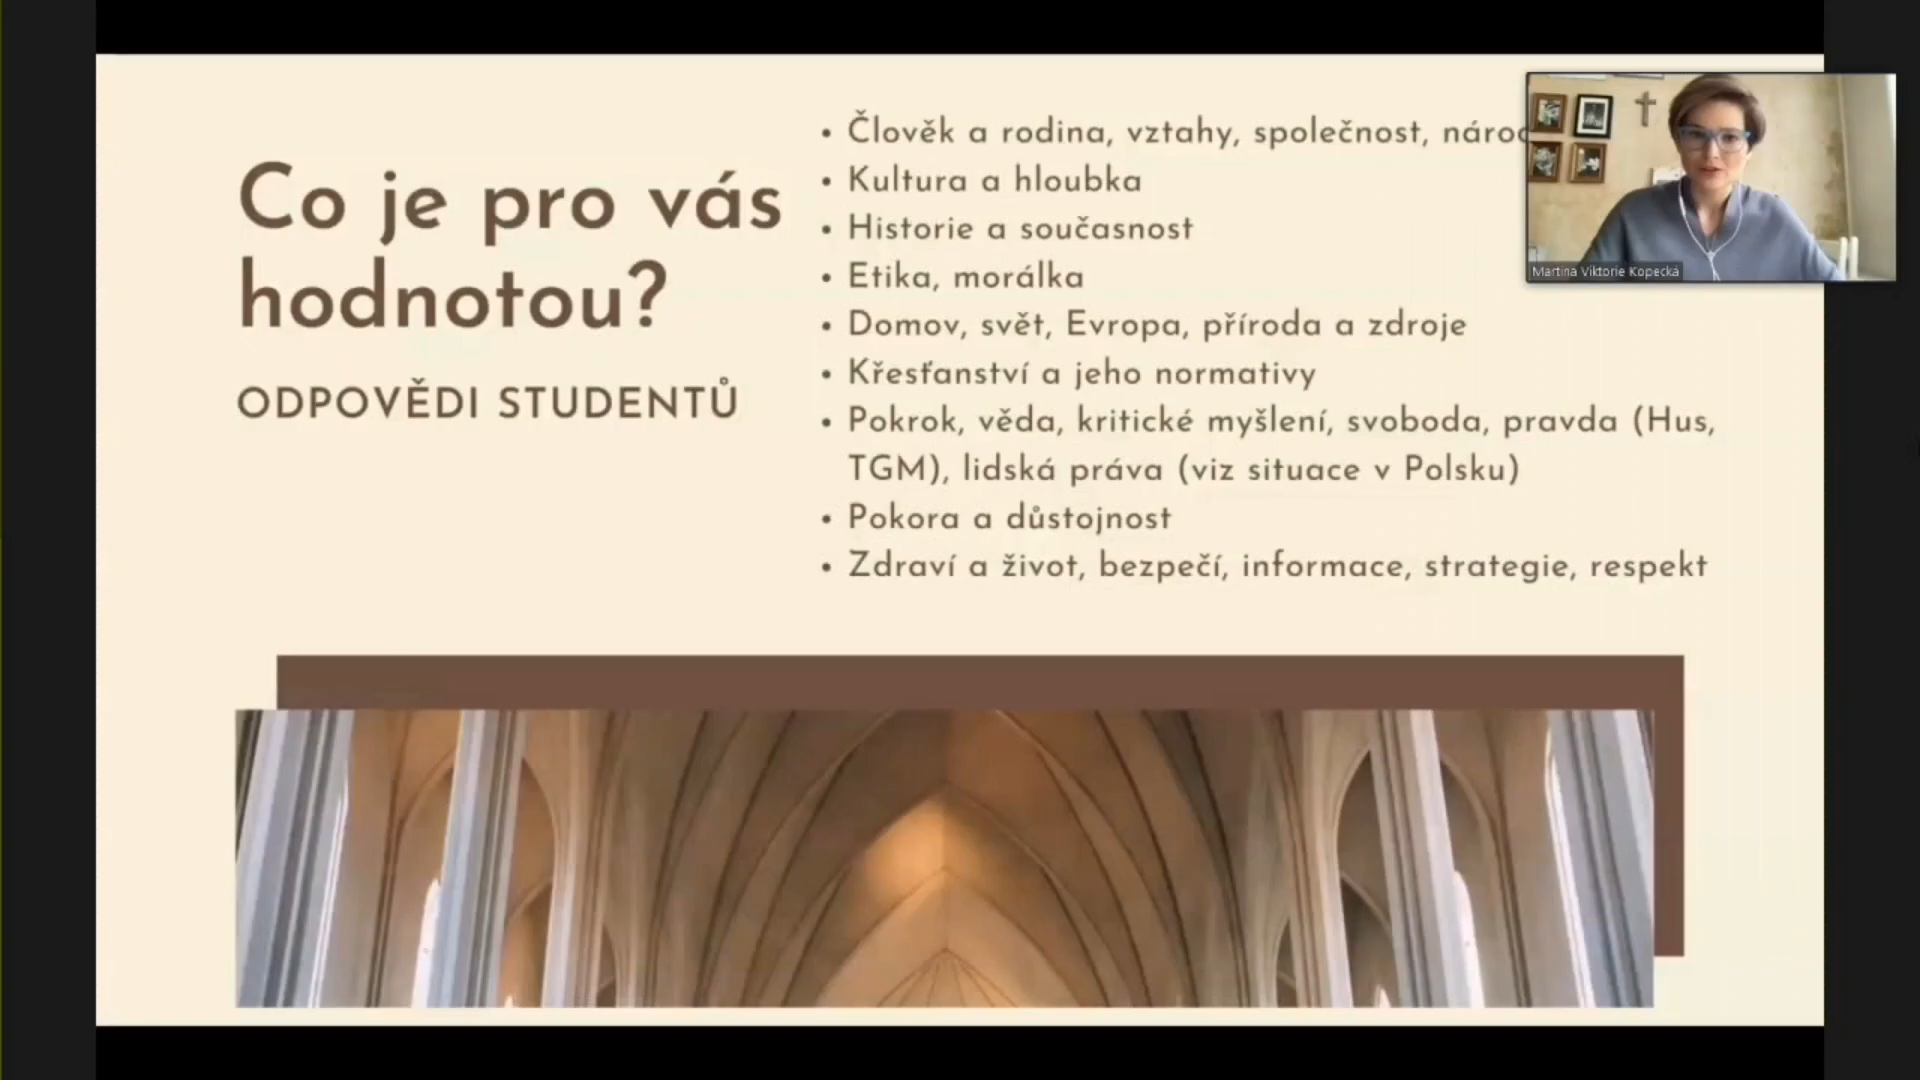 Co je pro vás
hodnotou?
ODPOVĚDI STUDENTŮ
• Člověk a rodina, vztahy, společnost,
• Kultura a hloubka
• Historie a současnost
• Etika, morálka
• Domov, svět, Evropa, příroda a zdroje
• Křesťanství a jeho normativy
• Pokrok, věda, kritické myšlení, svoboda, pravda (Hus,
TGM), lidská práva (viz situace v Polsku)
• Pokora a důstojnost
• Zdraví a život, bezpečí, informace, strategie, respekt
Martina Viktorie Kopecká